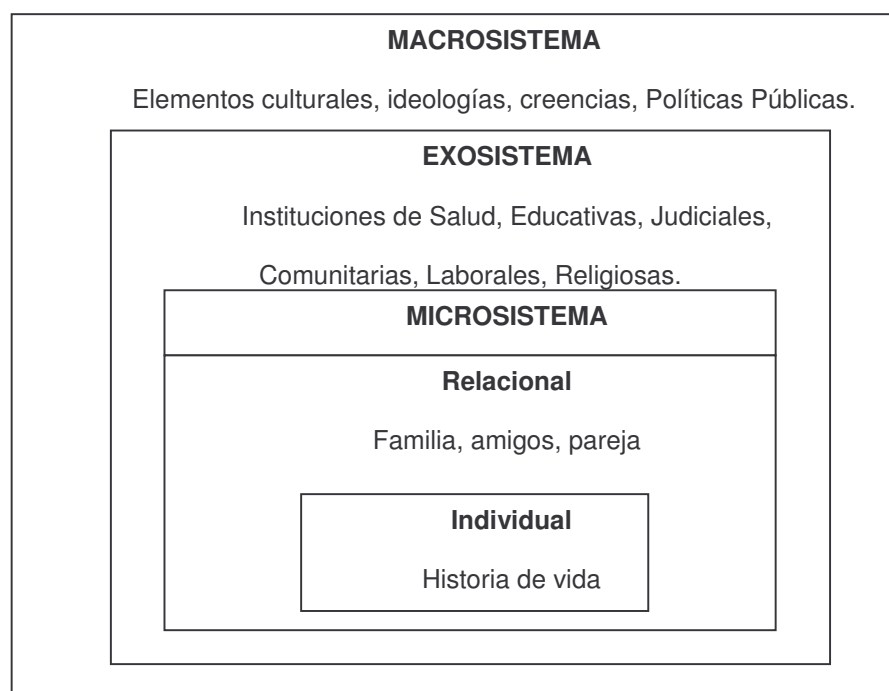 MACROSISTEMA
Elementos culturales, ideologías, creencias, Políticas Públicas.
EXOSISTEMA
Instituciones de Salud, Educativas, Judiciales,
Comunitarias, Laborales, Religiosas.
MICROSISTEMA
Relacional
Familia, amigos, pareja
Individual
Historia de vida